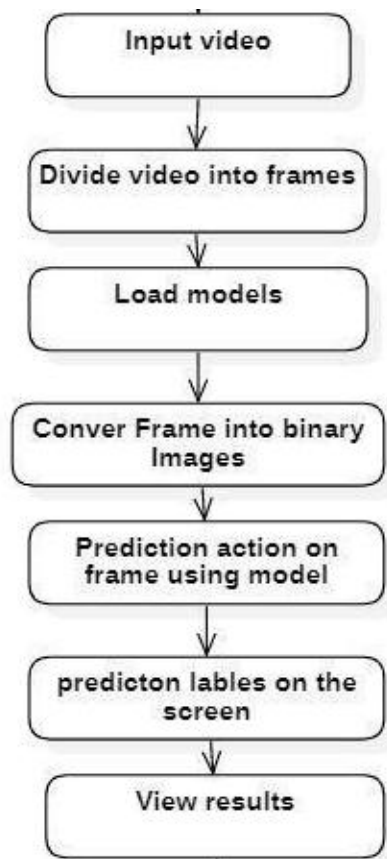 Input video
Divide video into frames
Load models
Conver Frame into binary
Images
Prediction action on
frame using model
predicton lables on the
screen
View results